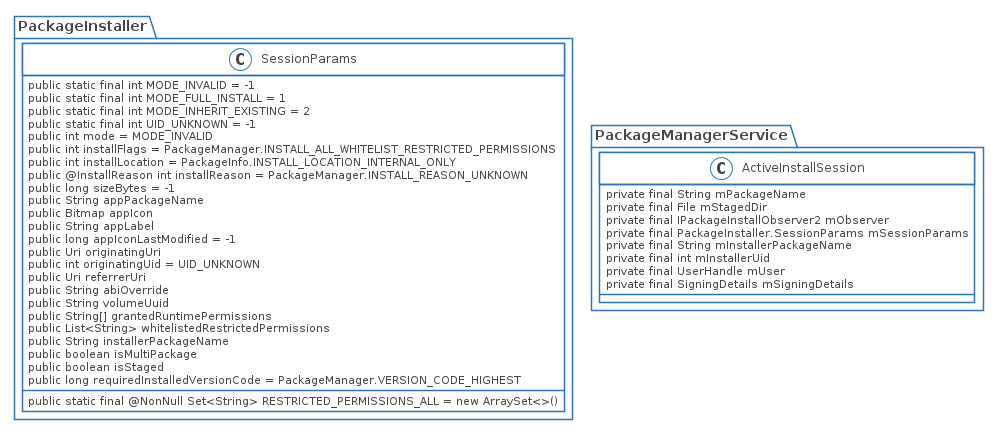 PackageInstaller
C SessionParams
public static final int MODE_INVALID = -1
public static final int MODE_FULL_INSTALL = 1
public static final int MODE_INHERIT_EXISTING = 2
public static final int UID_UNKNOWN = -1
public int mode = MODE_INVALID
public int installFlags = PackageManager.INSTALL_ALL_WHITELIST_RESTRICTED_PERMISSIONS
public int installLocation = PackageInfo.INSTALL_LOCATION_INTERNAL_ONLY
public @InstallReason int installReason = PackageManager.INSTALL_REASON_UNKNOWN
public long sizeBytes = -1
public String appPackageName
public Bitmap appIcon
public String appLabel
public long appIconLastModified = -1
public Uri originatingUri
public int originatingUid = UID_UNKNOWN
public Uri referrerUri
public String abiOverride
public String volumeUuid
public String[] grantedRuntimePermissions
public List<String> whitelistedRestrictedPermissions
public String installerPackageName
public boolean isMultiPackage
public boolean isStaged
public long requiredInstalledVersionCode = PackageManager.VERSION_CODE_HIGHEST
public static final @NonNull Set<String> RESTRICTED_PERMISSIONS_ALL = new ArraySet<>()
PackageManagerService
C ActiveInstallSession
private final String mPackageName
private final File mStagedDir
private final IPackageInstallObserver2 mObserver
private final PackageInstaller.SessionParams mSessionParams
private final String mInstallerPackageName
private final int mInstallerUid
private final UserHandle mUser
private final SigningDetails mSigningDetails